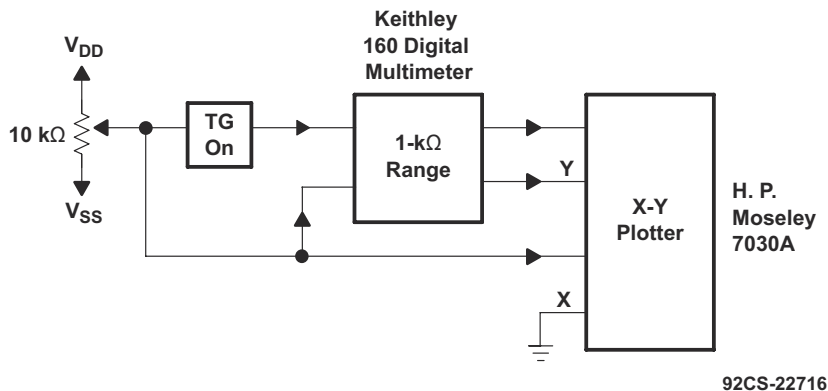 Keithley
160 Digital
Multimeter
VDD
10 kΩ
VSS
TG
On
1-kΩ
Range
Y
X
X-Y
Plotter
H. P.
Moseley
7030A
92CS-22716